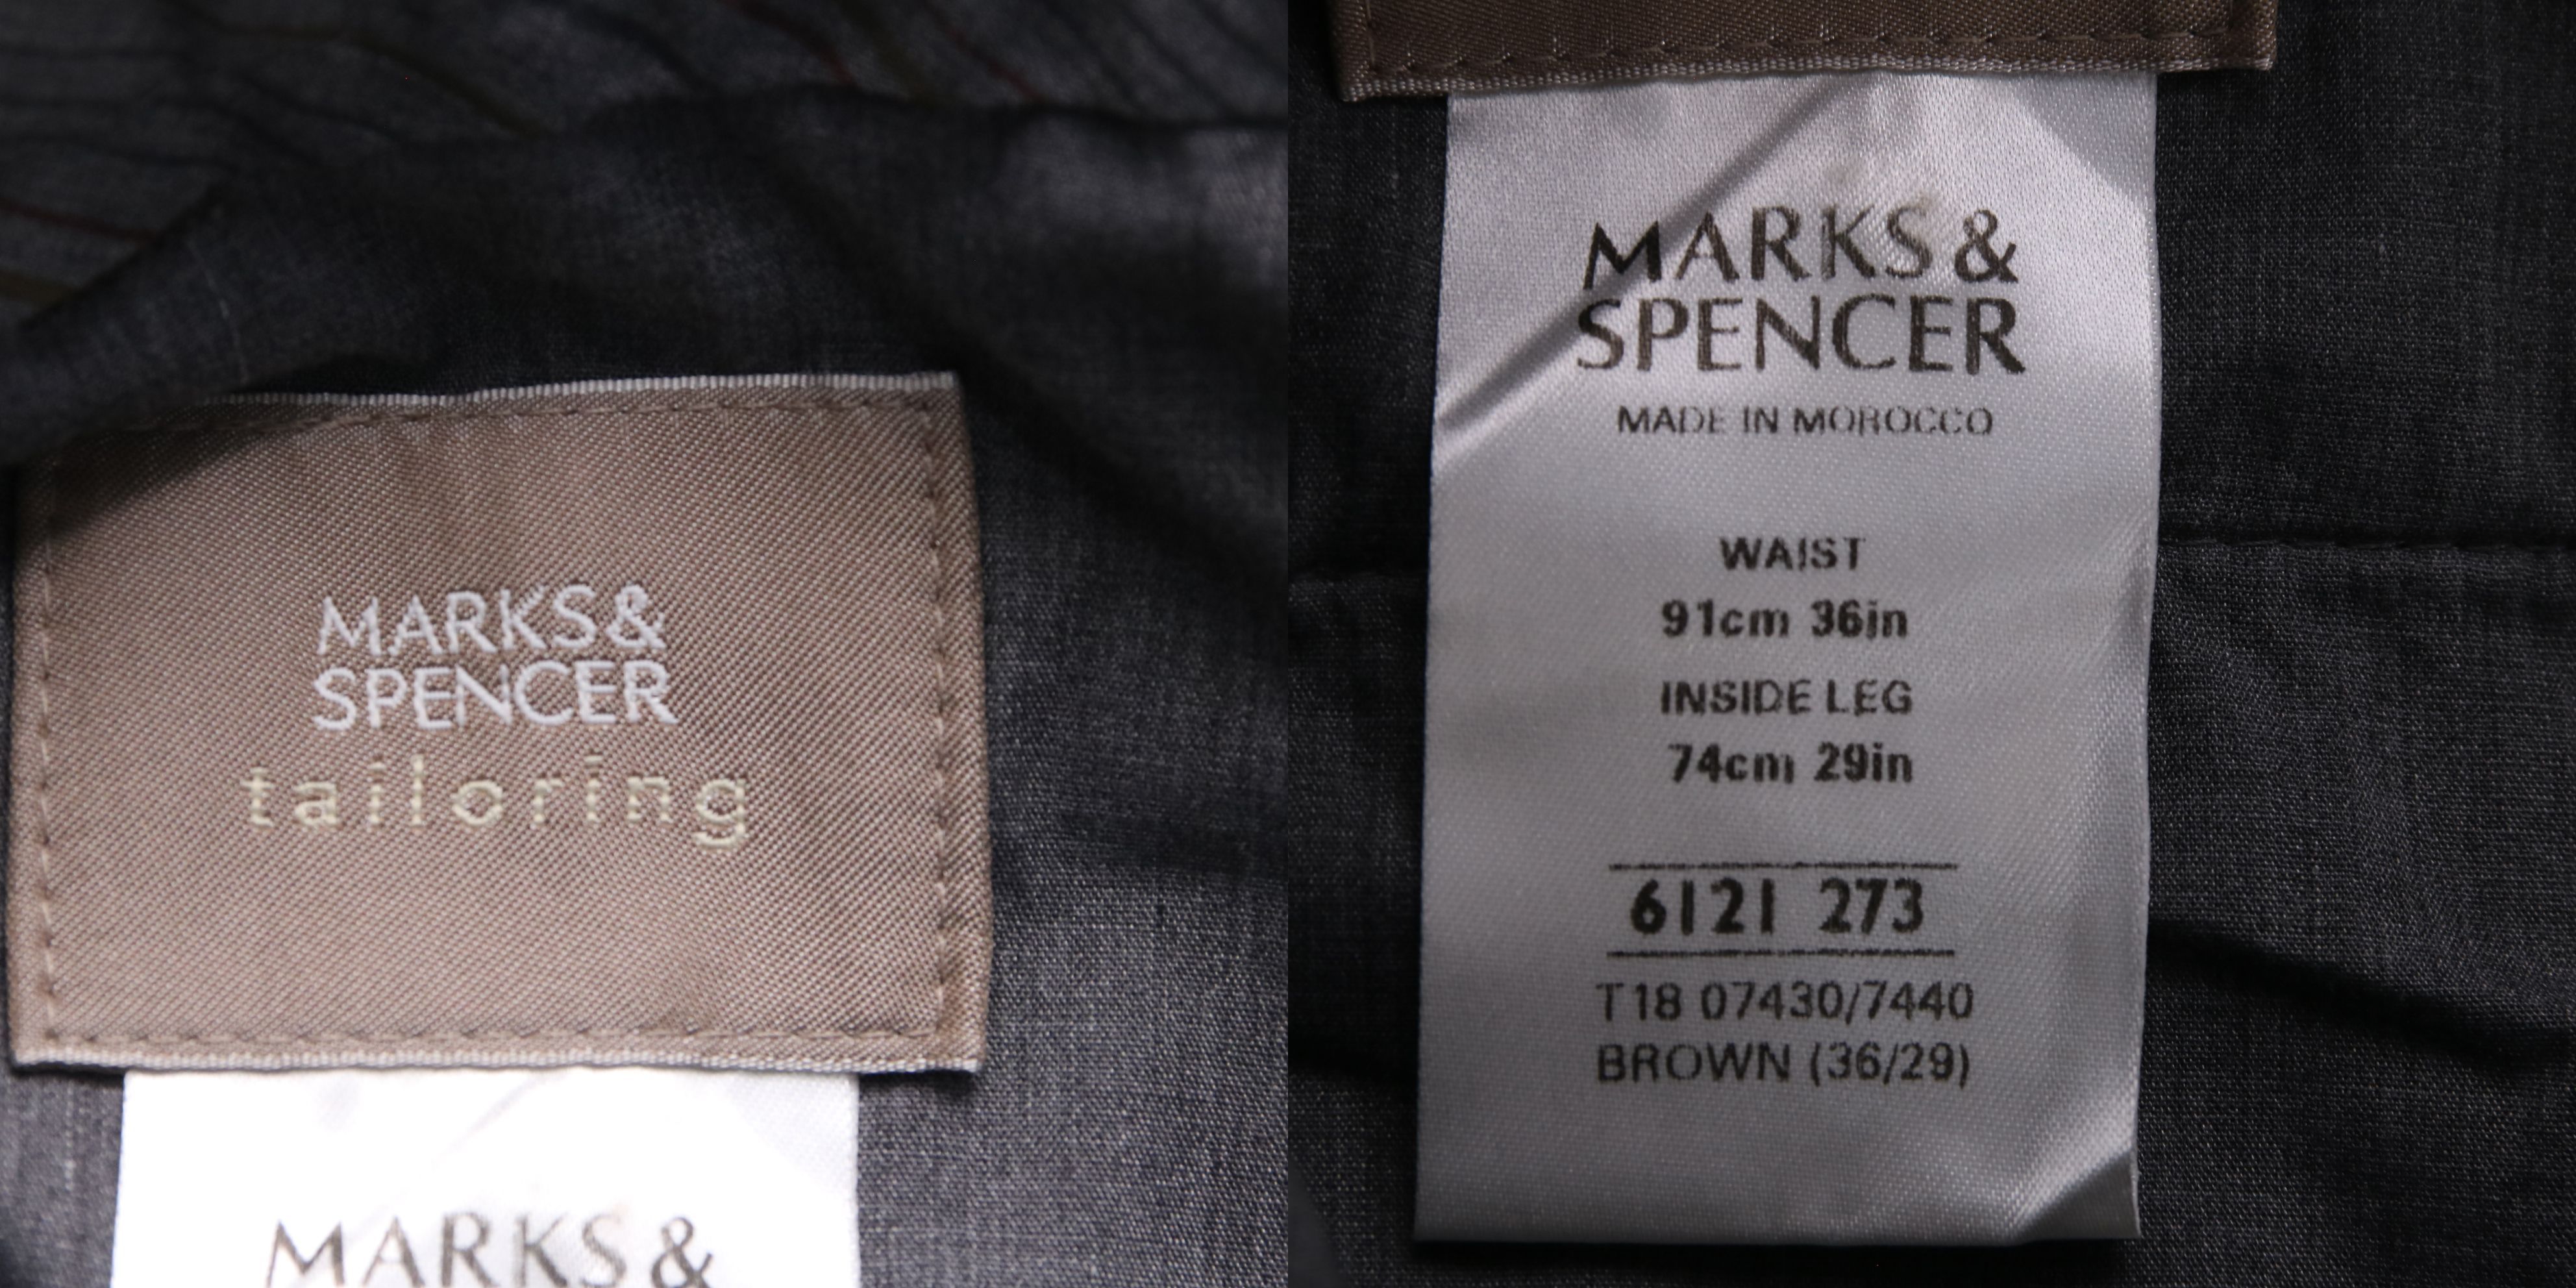 MARKS &
SPENCER
tailoring
MARKS &
MARKS &
SPENCER
MADE IN MOROCCO
WAIST
91cm 36in
INSIDE LEG
74cm 29in
6121 273
T18 07430/7440
BROWN (36/29)